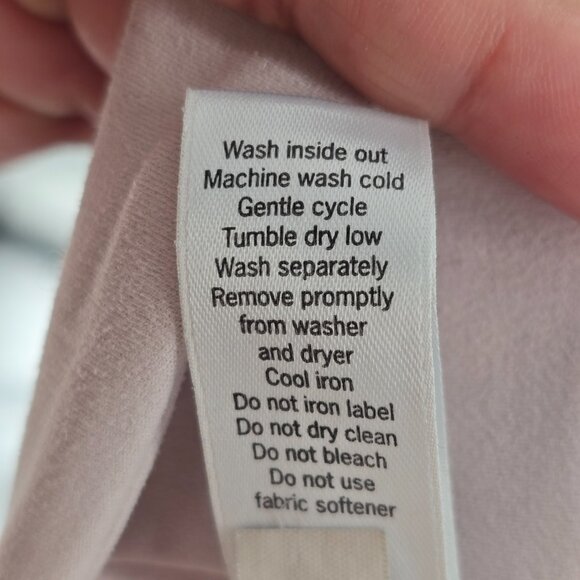 Wash inside out
Machine wash cold
Gentle cycle
Tumble dry low
Wash separately
Remove promptly
from washer
and dryer
Cool iron
Do not iron label
Do not dry clean
Do not bleach
Do not use
fabric softener